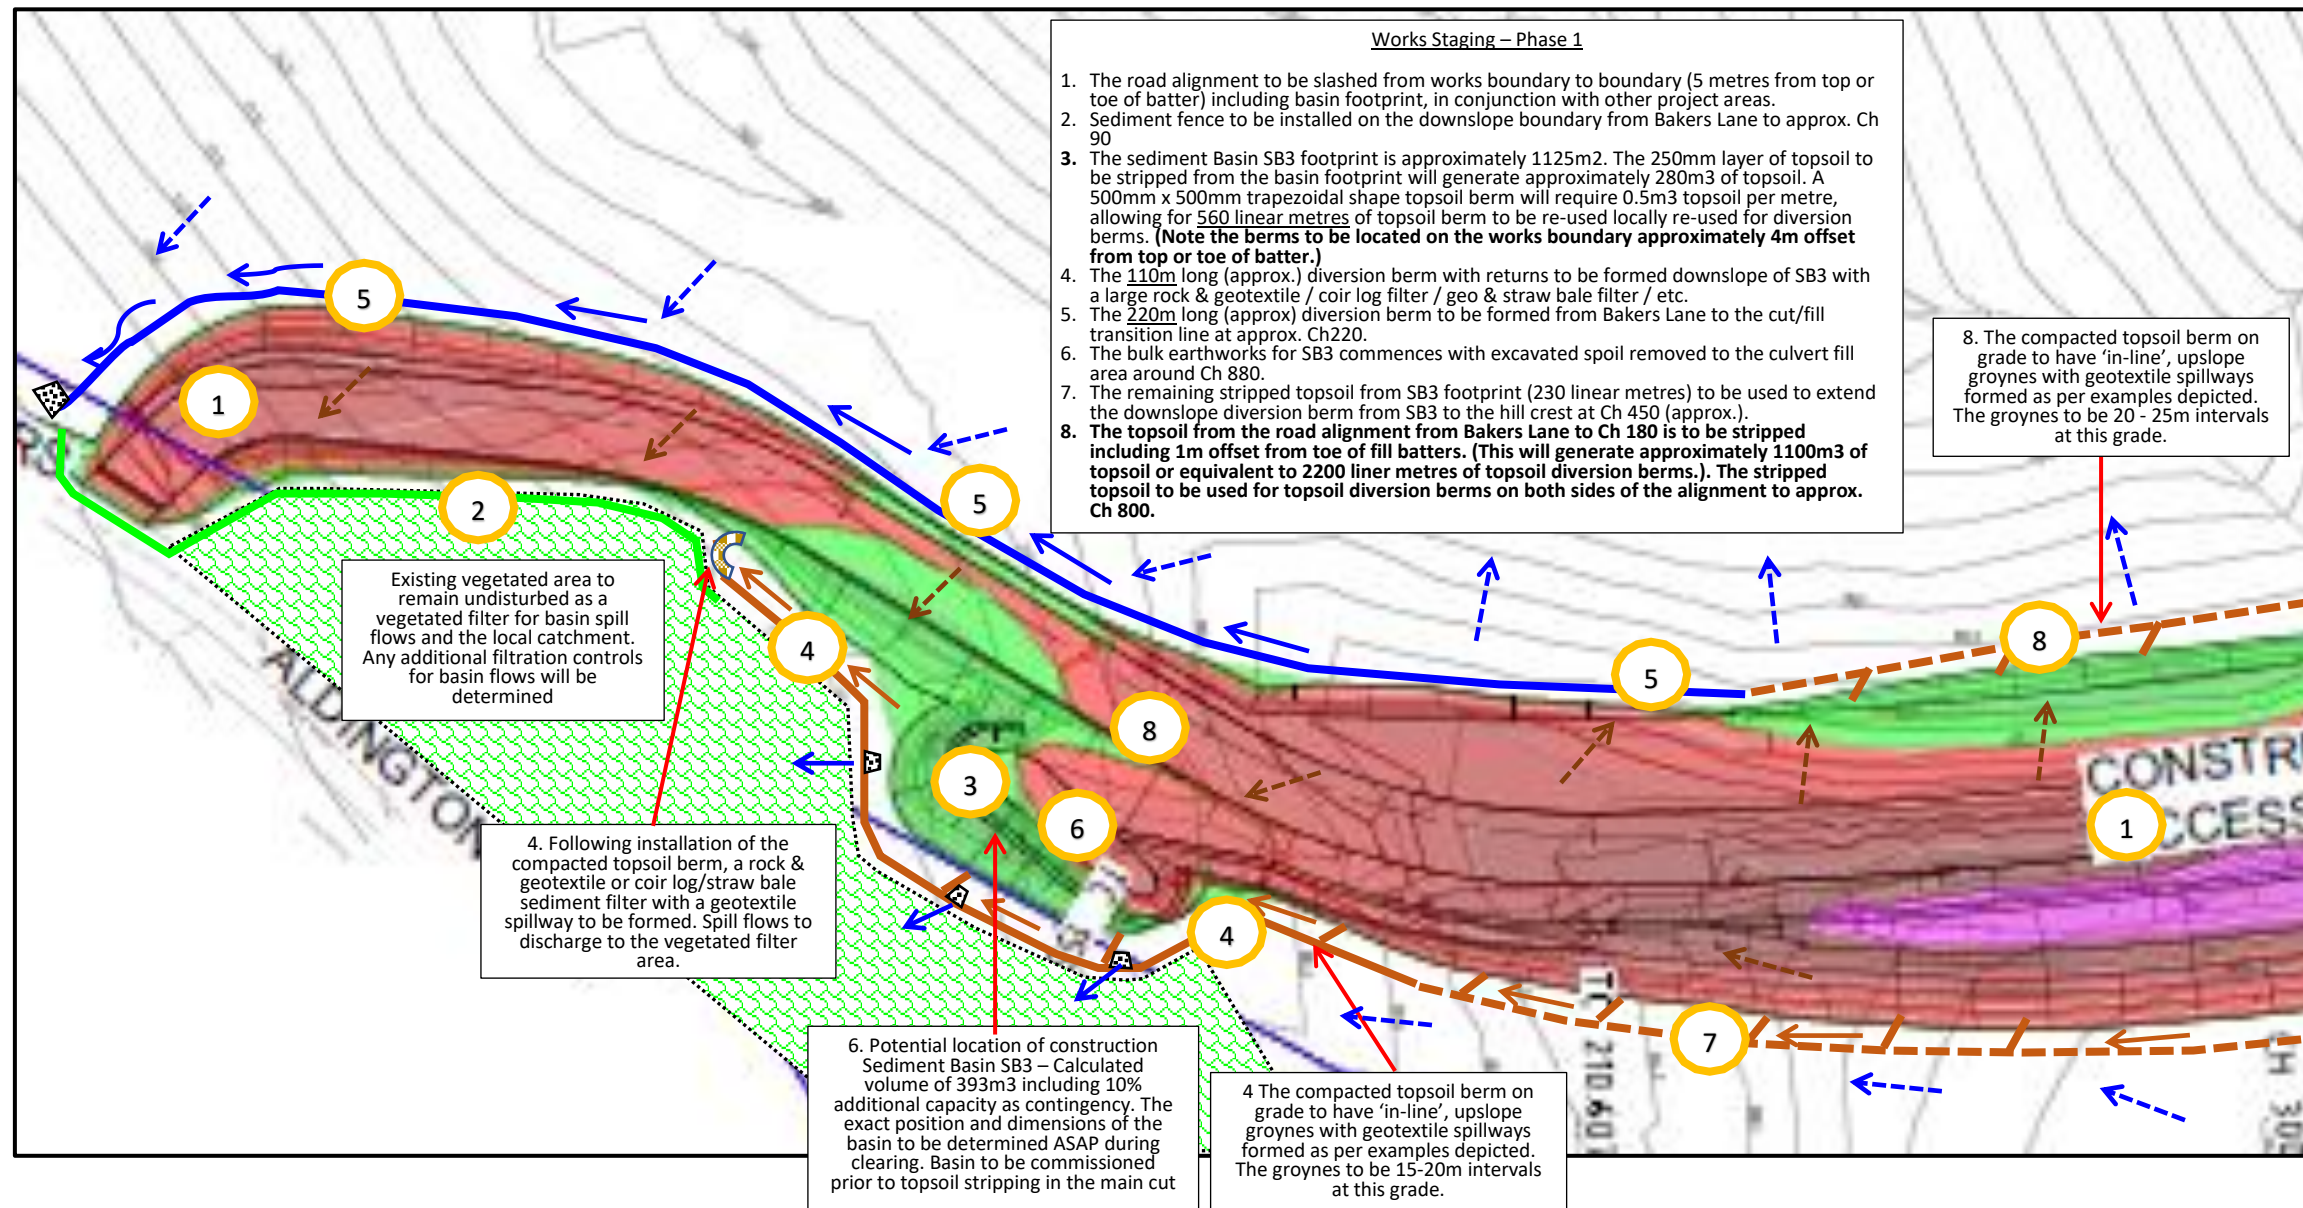 Works Staging – Phase 1
1. The road alignment to be slashed from works boundary to boundary (5 metres from top or
toe of batter) including basin footprint, in conjunction with other project areas.
2. Sediment fence to be installed on the downslope boundary from Bakers Lane to approx. Ch
90
3. The sediment Basin SB3 footprint is approximately 1125m2. The 250mm layer of topsoil to
be stripped from the basin footprint will generate approximately 280m3 of topsoil. A
500mm x 500mm trapezoidal shape topsoil berm will require 0.5m3 topsoil per metre,
allowing for 560 linear metres of topsoil berm to be re-used locally re-used for diversion
berms. (Note the berms to be located on the works boundary approximately 4m offset
from top or toe of batter.)
4. The 110m long (approx.) diversion berm with returns to be formed downslope of SB3 with
a large rock & geotextile / coir log filter / geo & straw bale filter / etc.
5. The 220m long (approx) diversion berm to be formed from Bakers Lane to the cut/fill
transition line at approx. Ch220.
6. The bulk earthworks for SB3 commences with excavated spoil removed to the culvert fill
area around Ch 880.
7. The remaining stripped topsoil from SB3 footprint (230 linear metres) to be used to extend
the downslope diversion berm from SB3 to the hill crest at Ch 450 (approx.).
8. The topsoil from the road alignment from Bakers Lane to Ch 180 is to be stripped
including 1m offset from toe of fill batters. (This will generate approximately 1100m3 of
topsoil or equivalent to 2200 liner metres of topsoil diversion berms.). The stripped
topsoil to be used for topsoil diversion berms on both sides of the alignment to approx.
Ch 800.
8. The compacted topsoil berm on
grade to have ‘in-line’, upslope
groynes with geotextile spillways
formed as per examples depicted.
The groynes to be 20 - 25m intervals
at this grade.
5
1
2
5
5
8
4
8
3
6
1
4
7
Existing vegetated area to
remain undisturbed as a
vegetated filter for basin spill
flows and the local catchment.
Any additional filtration controls
for basin flows will be
determined
ALDINGTON
CONSTR
CCESS
4. Following installation of the
compacted topsoil berm, a rock &
geotextile or coir log/straw bale
sediment filter with a geotextile
spillway to be formed. Spill flows to
discharge to the vegetated filter
area.
6. Potential location of construction
Sediment Basin SB3 – Calculated
volume of 393m3 including 10%
additional capacity as contingency. The
exact position and dimensions of the
basin to be determined ASAP during
clearing. Basin to be commissioned
prior to topsoil stripping in the main cut
4 The compacted topsoil berm on
grade to have ‘in-line’, upslope
groynes with geotextile spillways
formed as per examples depicted.
The groynes to be 15-20m intervals
at this grade.